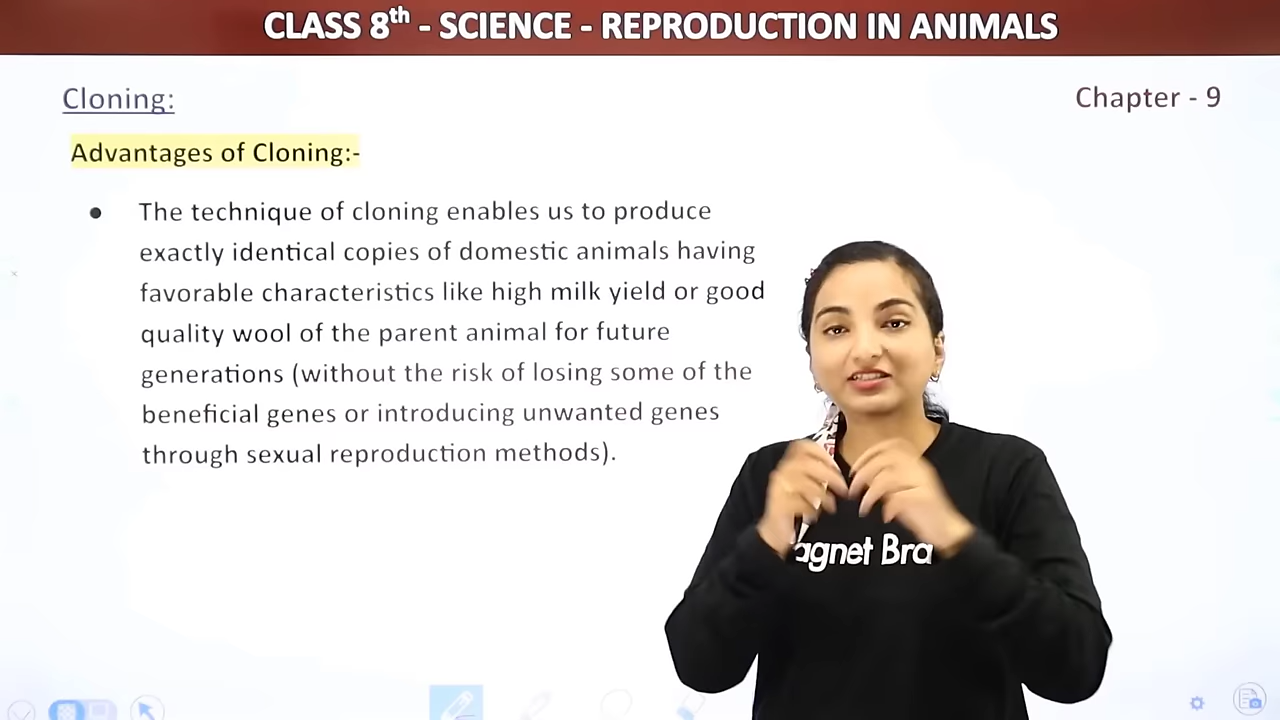 CLASS 8th - SCIENCE - REPRODUCTION IN ANIMALS
Cloning:
Chapter - 9
Advantages of Cloning:-
● The technique of cloning enables us to produce
exactly identical copies of domestic animals having
favorable characteristics like high milk yield or good
quality wool of the parent animal for future
generations (without the risk of losing some of the
beneficial genes or introducing unwanted genes
through sexual reproduction methods).
agnet Bra